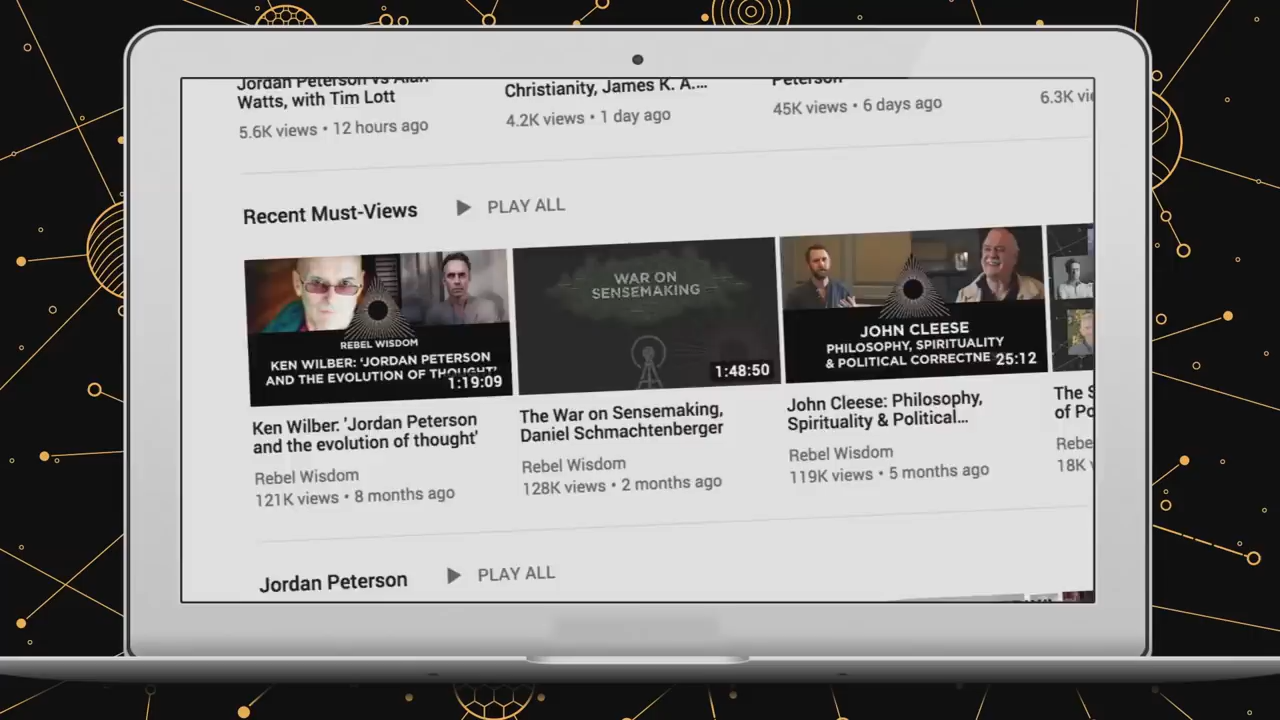 Jordan Peterson vs Alan
Watts, with Tim Lott
5.6K views • 12 hours ago
Christianity, James K. A....
4.2K views • 1 day ago
Peterson
45K views • 6 days ago
6.3K
Recent Must-Views
PLAY ALL
REBEL WISDOM
KEN WILBER: 'JORDAN PETERSON
AND THE EVOLUTION OF THOUGHT'
1:19:09
Ken Wilber: 'Jordan Peterson
and the evolution of thought'
Rebel Wisdom
121K views • 8 months ago
WAR ON
SENSEMAKING
1:48:50
The War on Sensemaking,
Daniel Schmachtenberger
Rebel Wisdom
128K views • 2 months ago
JOHN CLEESE
PHILOSOPHY, SPIRITUALITY
& POLITICAL CORRECTNE
25:12
John Cleese: Philosophy,
Spirituality & Political...
Rebel Wisdom
119K views • 5 months ago
The S
of Po
Rebe
18K
Jordan Peterson
PLAY ALL